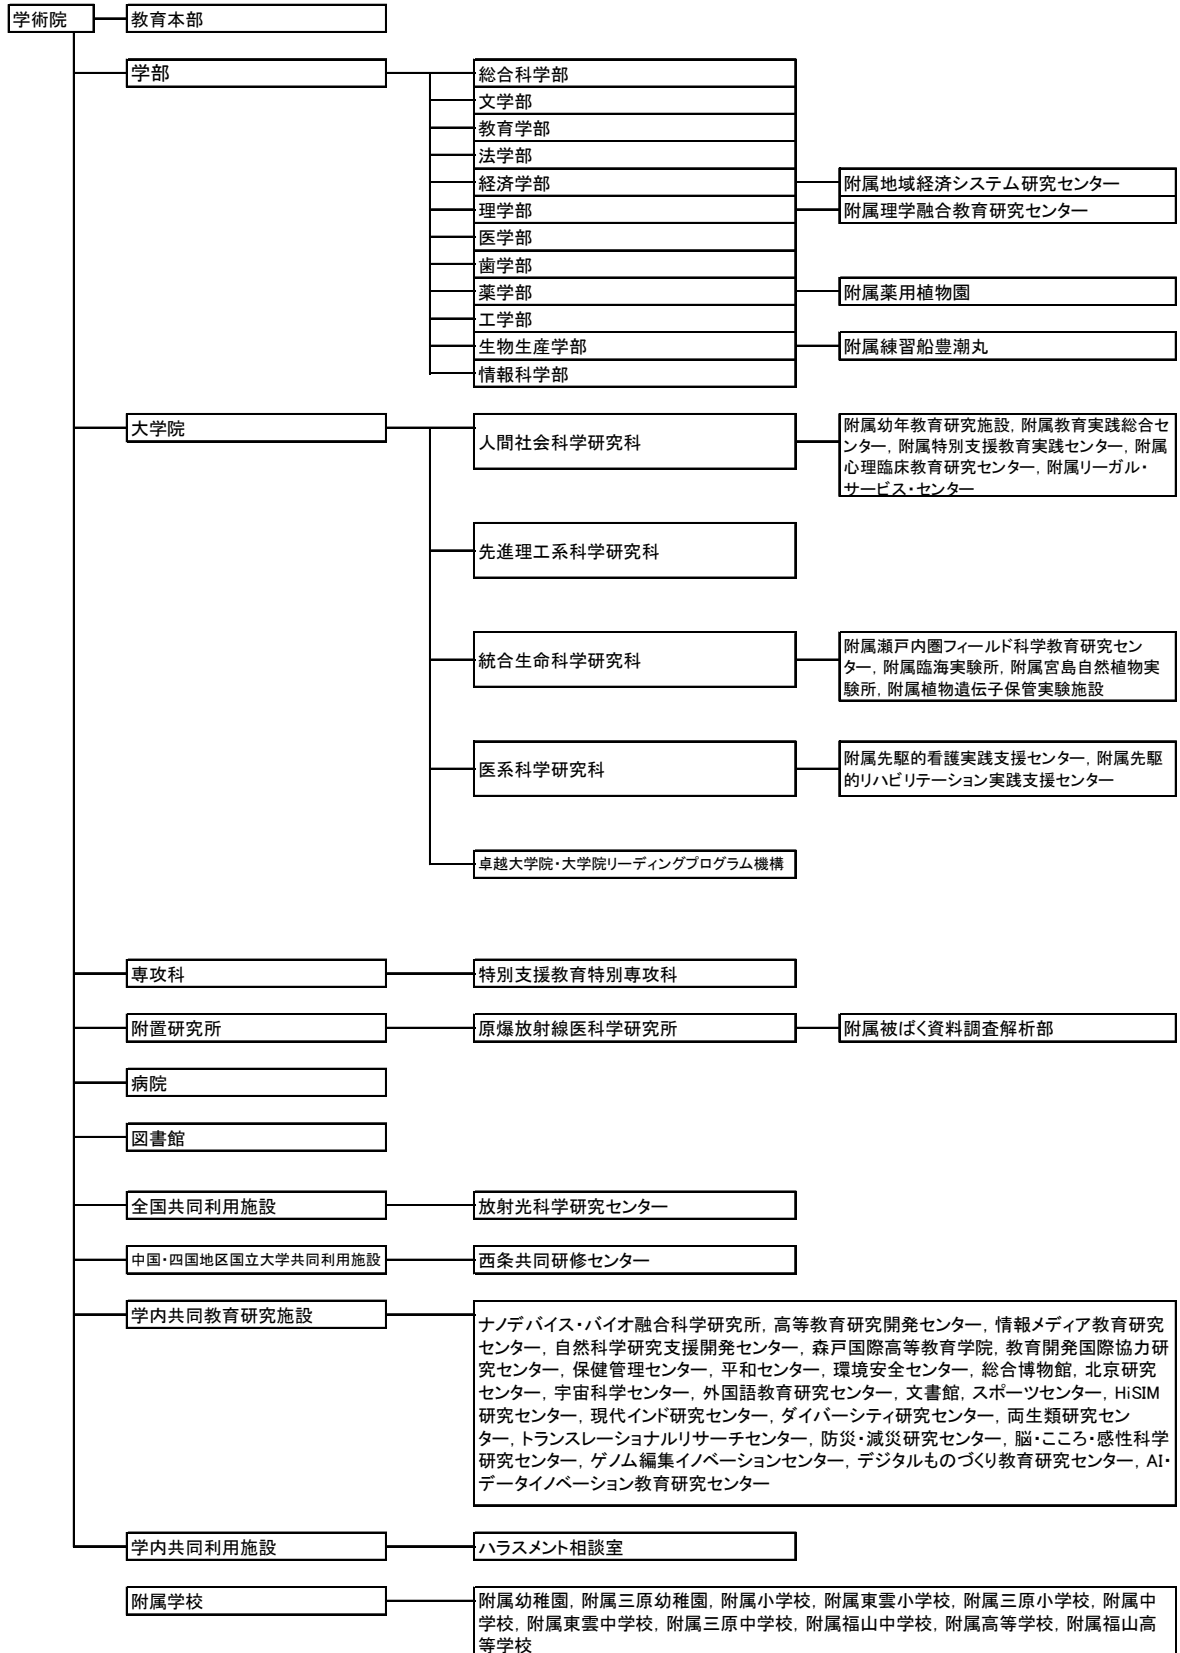 学術院
教育本部
学部
総合科学部
文学部
教育学部
法学部
経済学部
附属地域経済システム研究センター
理学部
附属理学融合教育研究センター
医学部
歯学部
薬学部
附属薬用植物園
工学部
生物生産学部
附属練習船豊潮丸
情報科学部
大学院
人間社会科学研究科
附属幼年教育研究施設, 附属教育実践総合セ
ンター, 附属特別支援教育実践センター, 附属
心理臨床教育研究センター, 附属リーガル・
サービス・センター
先進理工系科学研究科
統合生命科学研究科
附属瀬戸内圏フィールド科学教育研究セン
ター, 附属臨海実験所, 附属宮島自然植物実
験所, 附属植物遺伝子保管実験施設
医系科学研究科
附属先駆的看護実践支援センター, 附属先駆
的リハビリテーション実践支援センター
卓越大学院・大学院リーディングプログラム機構
専攻科
特別支援教育特別専攻科
附置研究所
原爆放射線医科学研究所
附属被ばく資料調査解析部
病院
図書館
全国共同利用施設
放射光科学研究センター
中国・四国地区国立大学共同利用施設
西条共同研修センター
学内共同教育研究施設
ナノデバイス・バイオ融合科学研究所, 高等教育研究開発センター, 情報メディア教育研究
センター, 自然科学研究支援開発センター, 森戸国際高等教育学院, 教育開発国際協力研
究センター, 保健管理センター, 平和センター, 環境安全センター, 総合博物館, 北京研究
センター, 宇宙科学センター, 外国語教育研究センター, 文書館, スポーツセンター, HiSIM
研究センター, 現代インド研究センター, ダイバーシティ研究センター, 両生類研究セン
ター, トランスレーショナルリサーチセンター, 防災・減災研究センター, 脳・こころ・感性科学
研究センター, ゲノム編集イノベーションセンター, デジタルものづくり教育研究センター, AI・
データイノベーション教育研究センター
学内共同利用施設
ハラスメント相談室
附属学校
附属幼稚園, 附属三原幼稚園, 附属小学校, 附属東雲小学校, 附属三原小学校, 附属中
学校, 附属東雲中学校, 附属三原中学校, 附属福山中学校, 附属高等学校, 附属福山高
等学校